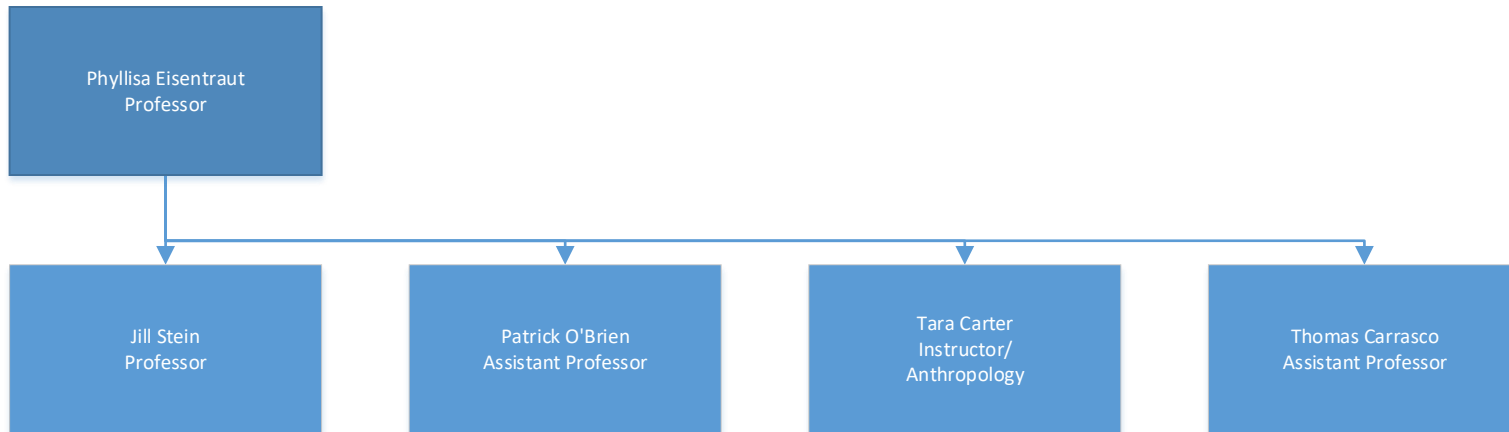 Phyllisa Eisentraut
Professor
Jill Stein
Professor
Patrick O'Brien
Assistant Professor
Tara Carter
Instructor/
Anthropology
Thomas Carrasco
Assistant Professor